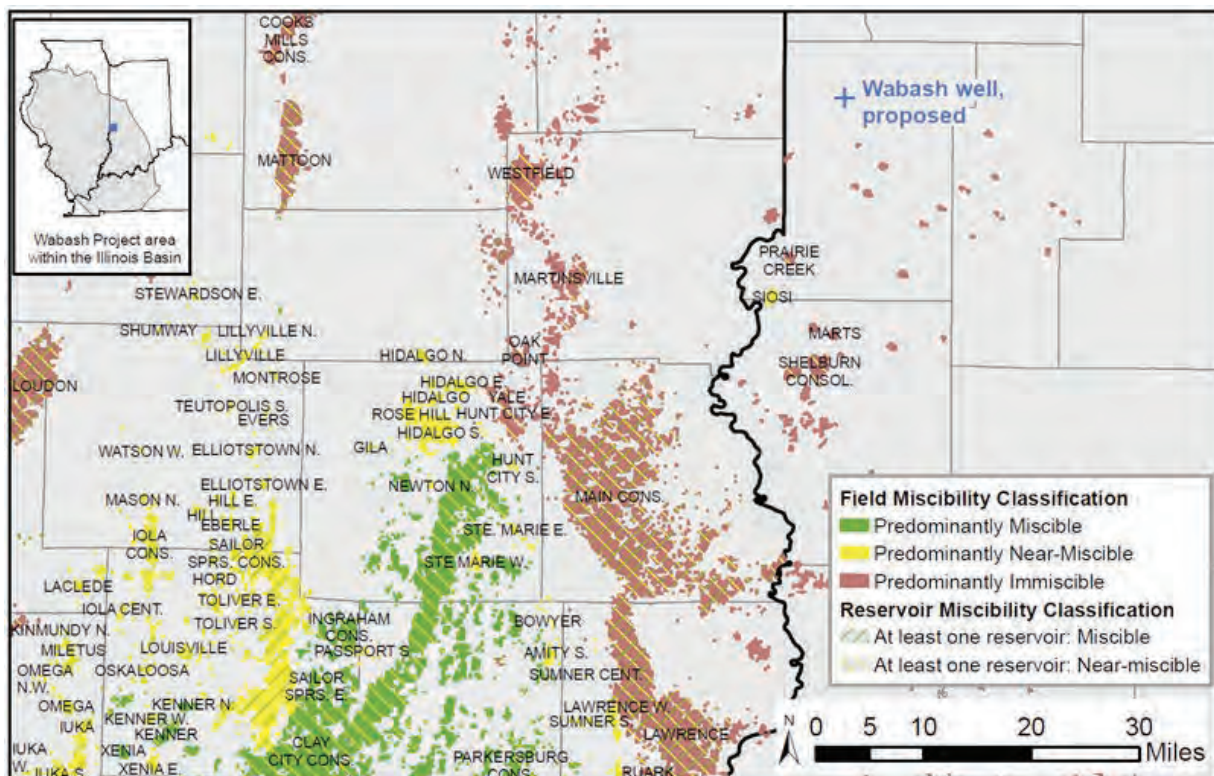 COOKS
MILLS
CONS.
Wabash well,
proposed
MATTOON
WESTFIELD
Wabash Project area
within the Illinois Basin
PRAIRIE
CREEK
MARTINSVILLE
STEWARDSON E.
SIOSI
SHUMWAY
LILLYVILLE N.
MARTS
OAK
POINT
LILLYVILLE
HIDALGO N.
SHELBURN
CONSOL.
LOUDON
MONTROSE
HIDALGO E.
HIDALGO
YALE
TEUTOPOLIS S.
ROSE HILL
HUNT CITY E.
EVERS
HIDALGO S.
WATSON W.
ELLIOTSTOWN N.
GILA
HUNT
CITY S.
ELLIOTSTOWN E.
NEWTON N.
MASON N.
HILL E.
MAIN CONS.
HILL
EBERLE
STE. MARIE E.
IOLA
CONS.
SAILOR
SPRS. CONS.
STE MARIE W.
HORD
LACLEDE
TOLIVER E.
IOLA CENT.
INGRAHAM
CONS.
BOWYER
TOLIVER S.
KINMUNDY N.
MILETUS
LOUISVILLE
PASSPORT S.
AMITY S.
OMEGA
N.W.
OSKALOOSA
SAILOR
SPRS. E.
SUMNER CENT.
OMEGA
KENNER N.
LAWRENCE W.
KENNER W.
SUMNER S.
IUKA
KENNER
LAWRENCE
CLAY
CITY CONS.
IUKA
W.
XENIA
PARKERSBURG
CONS.
IUKA S.
XENIA E.
RUARK
Field Miscibility Classification
Predominantly Miscible
Predominantly Near-Miscible
Predominantly Immiscible
Reservoir Miscibility Classification
At least one reservoir: Miscible
At least one reservoir: Near-miscible
N
0 5 10 20 30
Miles